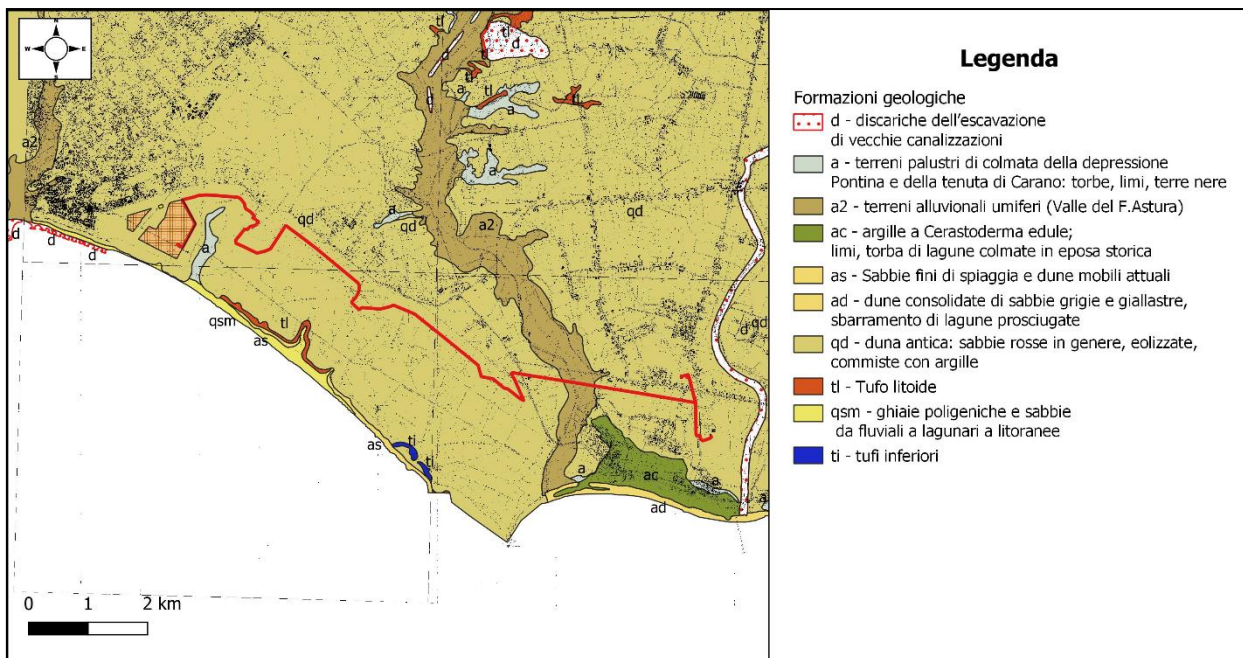 N
W
E
tl
tl
d
d
tl
tl
a
tl
tl
d
a
a2
a
a
qd
qd
qd
a2
a
d
d
d
qd
d
tl
qsm
as
as
ti
ti
a
ac
a
a
ad
0 1 2 km
Legenda
Formazioni geologiche
d - discariche dell'escavazione
di vecchie canalizzazioni
a - terreni palustri di colmata della depressione
Pontina e della tenuta di Carano: torbe, limi, terre nere
a2 - terreni alluvionali umiferi (Valle del F.Astura)
ac - argille a Cerastoderma edule;
limi, torba di lagune colmate in eposa storica
as - Sabbie fini di spiaggia e dune mobili attuali
ad - dune consolidate di sabbie grigie e giallastre,
sbarramento di lagune prosciugate
qd - duna antica: sabbie rosse in genere, eolizzate,
commiste con argille
tl - Tufo litoide
qsm - ghiaie poligeniche e sabbie
da fluviali a lagunari a litoranee
ti - tufi inferiori